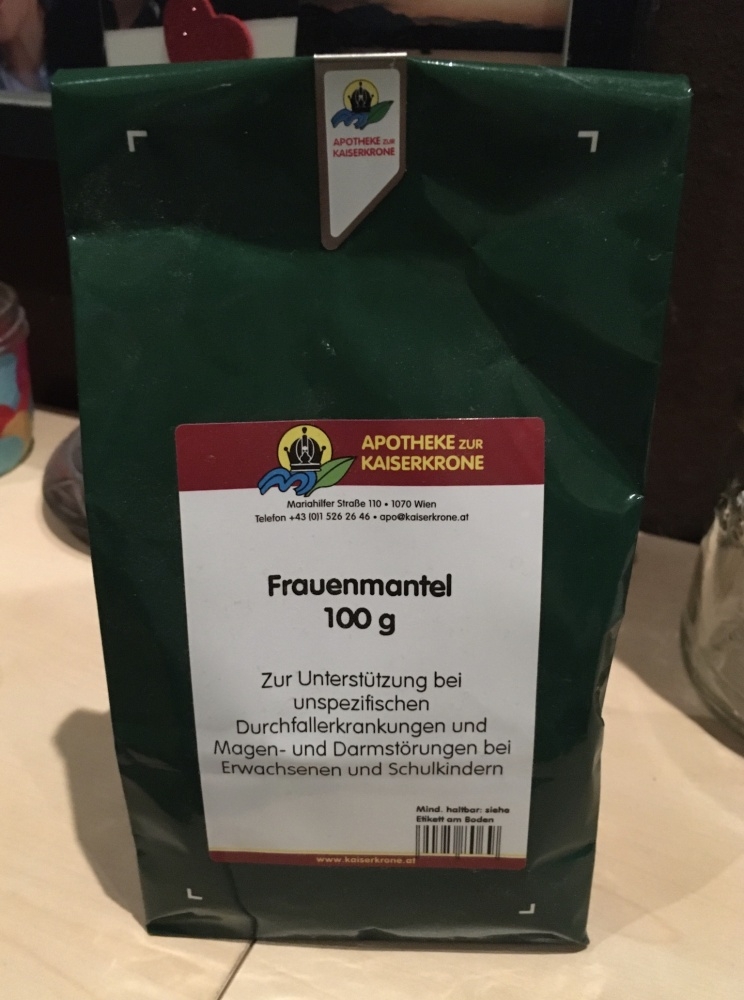 APOTHEKE ZUR
KAISERKRONE
APOTHEKE ZUR
KAISERKRONE
Mariahilfer Straße 110 • 1070 Wien
Telefon +43 (0)1 526 26 46 • apo@kaiserkrone.at
Frauenmantel
100 g
Zur Unterstützung bei
unspezifischen
Durchfallerkrankungen und
Magen- und Darmstörungen bei
Erwachsenen und Schulkindern
Mind. haltbar: siehe
Etikett am Boden
www.kaiserkrone.at